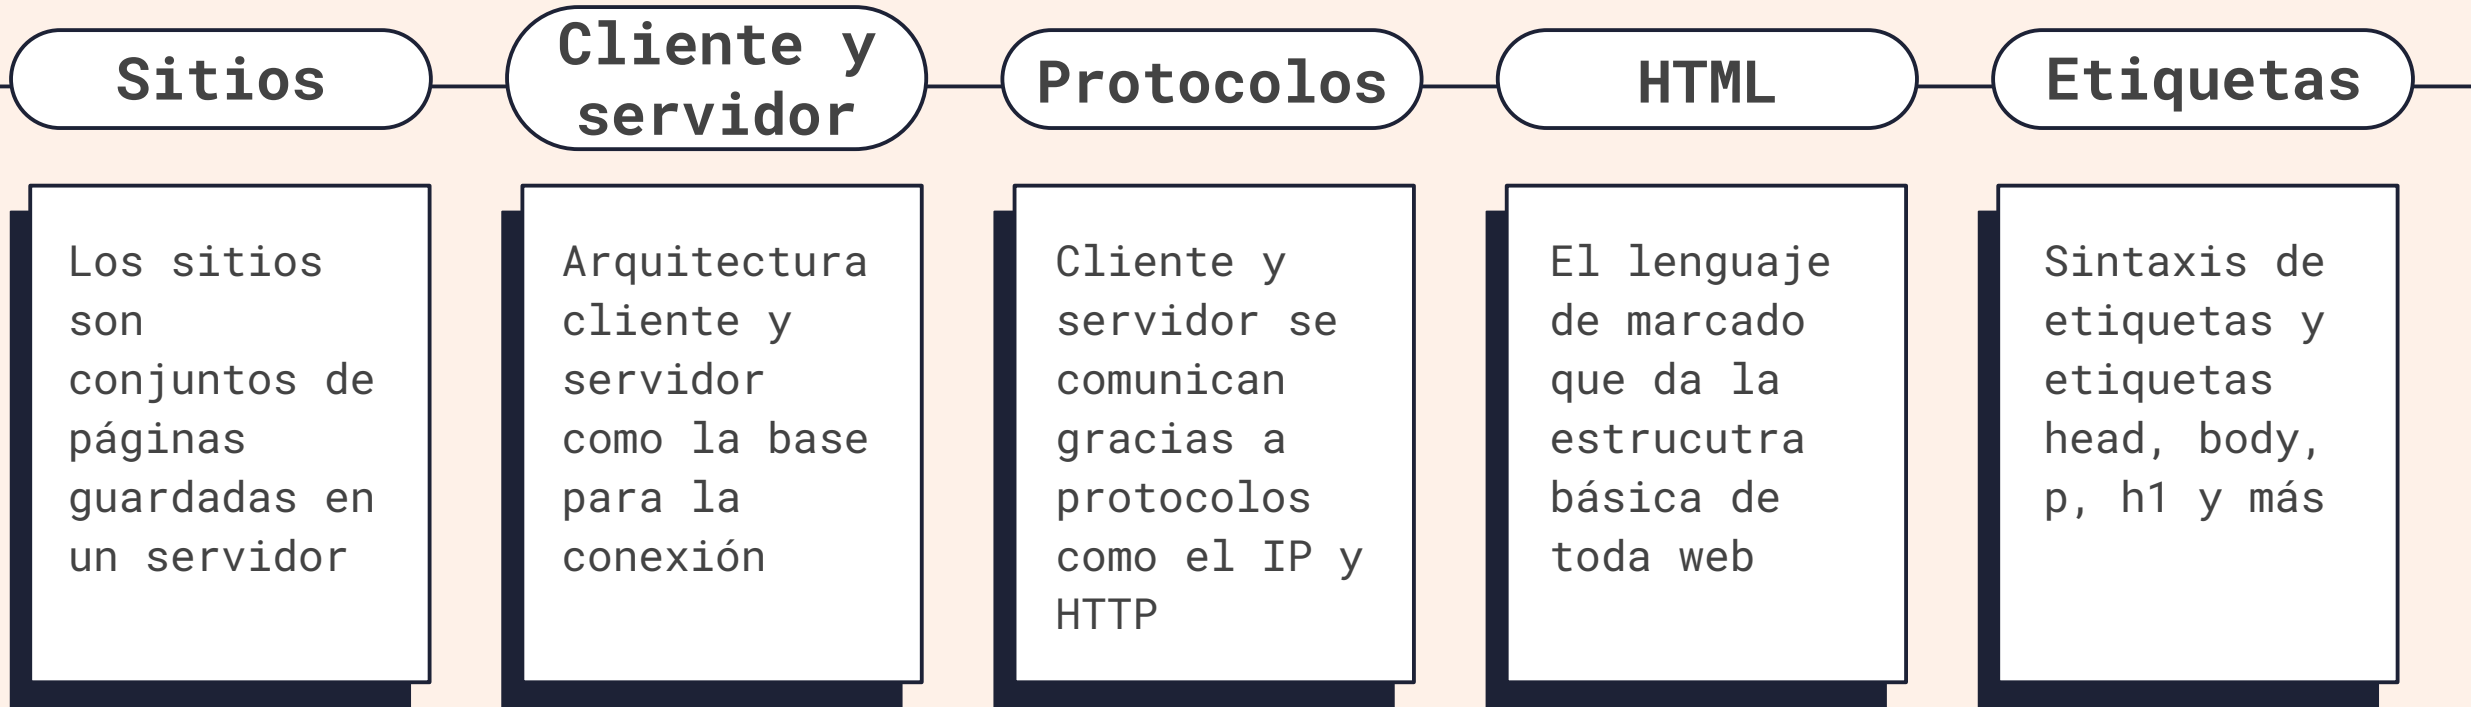 Sitios
Cliente y
servidor
Protocolos
HTML
Etiquetas
Los sitios
son
conjuntos de
páginas
guardadas en
un servidor
Arquitectura
cliente y
servidor
como la base
para la
conexión
Cliente y
servidor se
comunican
gracias a
protocolos
como el IP y
HTTP
El lenguaje
de marcado
que da la
estrucutra
básica de
toda web
Sintaxis de
etiquetas y
etiquetas
head, body,
p, h1 y más